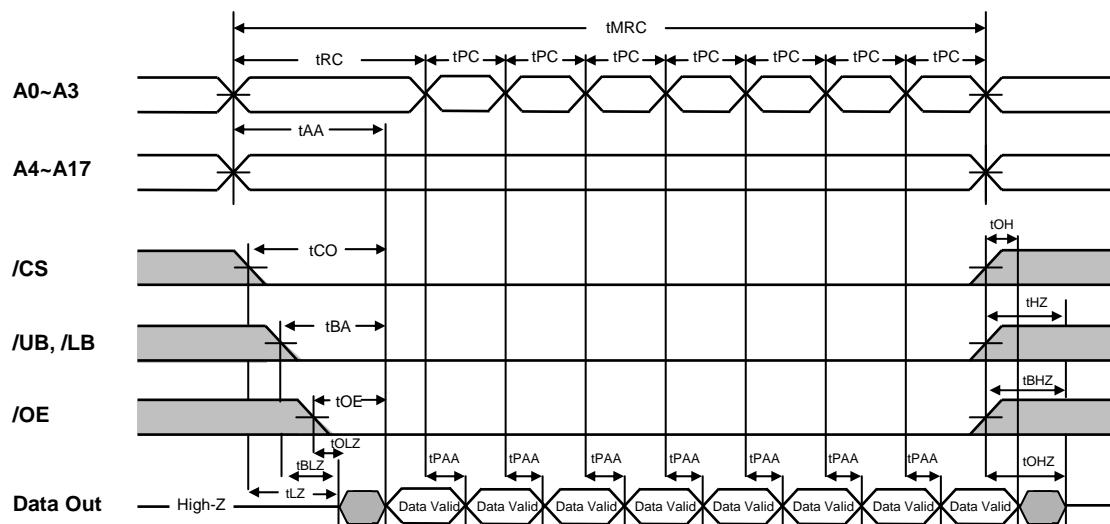 tMRC
tRC tPC tPC tPC tPC tPC tPC tPC
A0~A3
tAA
A4~A17
tCO tOH
/CS
tBA tHZ
/UB, /LB
tOE tBHZ
/OE
tOLZ
tBLZ tPAA tPAA tPAA tPAA tPAA tPAA tPAA tOHZ
tLZ
Data Out High-Z Data Valid Data Valid Data Valid Data Valid Data Valid Data Valid Data Valid Data Valid